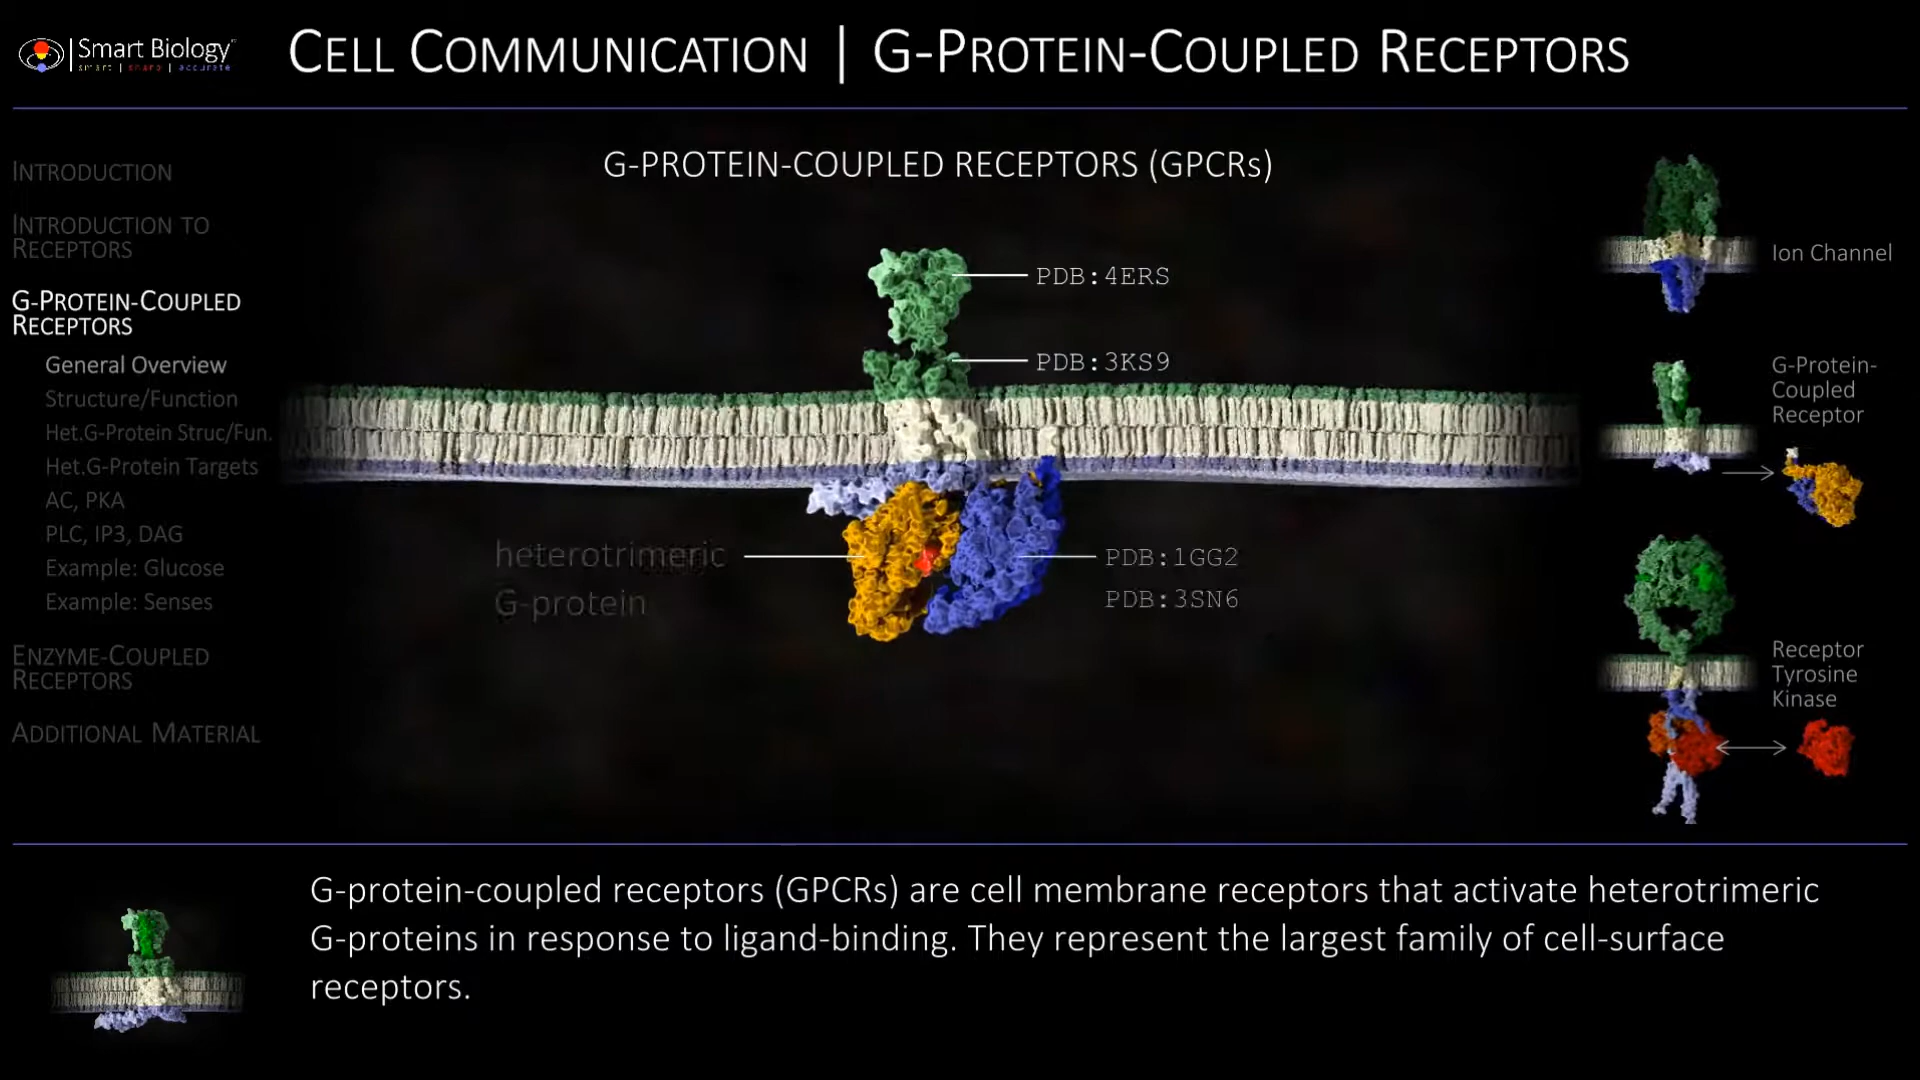 Smart Biology™
smart | sharp | accurate
CELL COMMUNICATION | G-PROTEIN-COUPLED RECEPTORS
INTRODUCTION
INTRODUCTION TO
RECEPTORS
G-PROTEIN-COUPLED
RECEPTORS
General Overview
Structure/Function
Het.G-Protein Struc/Fun.
Het.G-Protein Targets
AC, PKA
PLC, IP3, DAG
Example: Glucose
Example: Senses
ENZYME-COUPLED
RECEPTORS
ADDITIONAL MATERIAL
G-PROTEIN-COUPLED RECEPTORS (GPCRs)
PDB:4ERS
PDB:3KS9
heterotrimeric
G-protein
PDB:1GG2
PDB:3SN6
Ion Channel
G-Protein-
Coupled
Receptor
Receptor
Tyrosine
Kinase
G-protein-coupled receptors (GPCRs) are cell membrane receptors that activate heterotrimeric
G-proteins in response to ligand-binding. They represent the largest family of cell-surface
receptors.